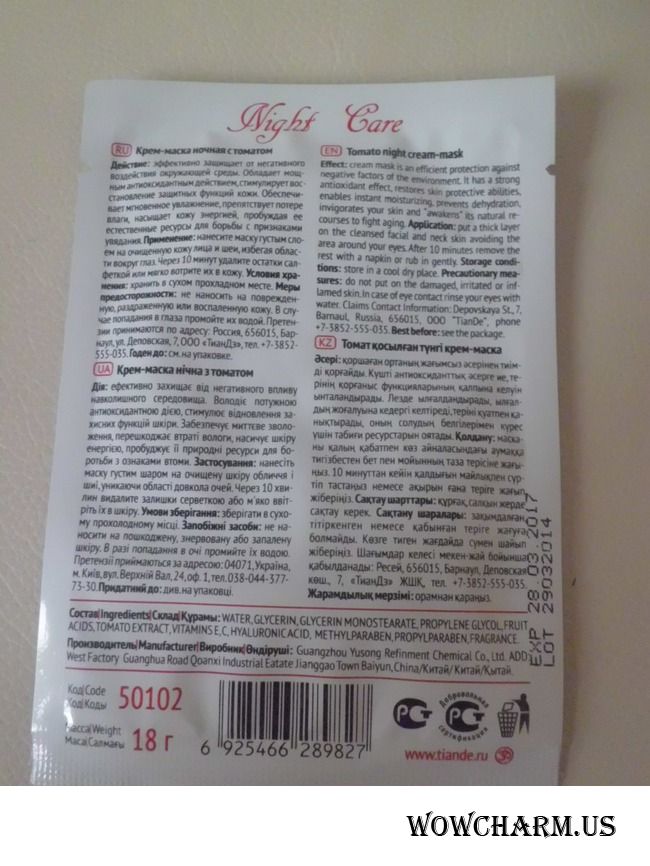 Night Care
RU Крем-маска ночная с томатом
Действие: эффективно защищает от негативного
воздействия окружающей среды. Обладает мощ-
ным антиоксидантным действием, стимулирует вос-
становление защитных функций кожи. Обеспечи-
вает мгновенное увлажнение, препятствует потере
влаги, насыщает кожу энергией, пробуждая ее
естественные ресурсы для борьбы с признаками
увядания. Применение: нанесите маску густым сло-
ем на очищенную кожу лица и шеи, избегая облас-
ти вокруг глаз. Через 10 минут удалите остатки сал-
феткой или мягко вотрите их в кожу. Условия хра-
нения: хранить в сухом прохладном месте. Меры
предосторожности: не наносить на поврежден-
ную, раздраженную или воспаленную кожу. В слу-
чае попадания в глаза промойте их водой. Претен-
зии принимаются по адресу: Россия, 656015, Бар-
наул, ул. Деповская, 7, ООО «ТианДэ», тел. +7-3852-
555-035. Годен до: см. на упаковке.
UA Крем-маска нічна з томатом
Дія: ефективно захищає від негативного впливу
навколишнього середовища. Володіє потужною
антиоксидантною дією, стимулює відновлення за-
хисних функцій шкіри. Забезпечує миттєве зволо-
ження, перешкоджає втраті вологи, насичує шкіру
енергією, пробуджує її природні ресурси для бо-
ротьби з ознаками втоми. Застосування: нанесіть
маску густим шаром на очищену шкіру обличчя і
шиї, уникаючи області довкола очей. Через 10 хви-
лин видалите залишки серветкою або м'яко ввіт-
ріть їх в шкіру. Умови зберігання: зберігати в сухо-
му прохолодному місці. Запобіжні засоби: не на-
носити на пошкоджену, знервовану або запалену
шкіру. В разі попадання в очі промийте їх водою.
Претензії приймаються за адресою: 04071, Україна,
м. Київ, вул. Верхній Вал, 24, оф. 1, тел. 038-044-377-
73-30. Придатний до: див. на упаковці.
EN Tomato night cream-mask
Effect: cream mask is an efficient protection against
negative factors of the environment. It has a strong
antioxidant effect, restores skin protective abilities,
enables instant moisturizing, prevents dehydration,
invigorates your skin and "awakens" its natural re-
courses to fight aging. Application: put a thick layer
on the cleansed facial and neck skin avoiding the
area around your eyes. After 10 minutes remove the
rest with a napkin or rub in gently. Storage condi-
tions: store in a cool dry place. Precautionary mea-
sures: do not put on the damaged, irritated or inf-
lamed skin. In case of eye contact rinse your eyes with
water. Claims Contact Information: Depovskaya St., 7,
Barnaul, Russia, 656015, OOO "TianDe", phone
+7-3852-555-035. Best before: see the package.
KZ Томат қосылған түнгі крем-маска
Әсері: қоршаған ортаның жағымсыз әсерінен тиім-
ді қорғайды. Күшті антиоксиданттық әсерге ие, те-
рінің қорғаныс функцияларының қалпына келуін
ынталандырады. Лезде ылғалдандырады, ылғал-
дың жоғалуына кедергі келтіреді, теріні қуатпен қа-
нықтырады, оның солудың белгілерімен күрес
үшін табиғи ресурстарын оятады. Қолдану: маска-
ны қалың қабатпен көз айналасындағы аумаққа
тигізбестен бет пен мойынның таза терісіне жағы-
ңыз. 10 минуттан кейін қалдығын майлықпен сүр-
тіп тастаңыз немесе ақырын ғана теріге жағып
жіберіңіз. Сақтау шарттары: құрғақ, салқын жерде
сақтау керек. Сақтану шаралары: зақымдалған,
тітіркенген немесе қабынған теріге жағуға
болмайды. Көзге тиген жағдайда сумен шайып
жіберіңіз. Шағымдар келесі мекен-жай бойынша
қабылданады: Ресей, 656015, Барнаул, Деповская
көш., 7, «ТианДэ» ЖШҚ, тел. +7-3852-555-035.
Жарамдылық мерзімі: орамнан қараңыз.
EXP 28.03.2017
LOT 29032014
Состав|Ingredients|Склад|Құрамы: WATER, GLYCERIN, GLYCERIN MONOSTEARATE, PROPYLENE GLYCOL, FRUIT
ACIDS, TOMATO EXTRACT, VITAMINS E, C, HYALURONIC ACID, METHYLPARABEN, PROPYLPARABEN, FRAGRANCE.
Производитель|Manufacturer|Виробник|Өндіруші: Guangzhou Yusong Refinment Chemical Co., Ltd. ADD:
West Factory Guanghua Road Qoanxi Industrial Eatate Jianggao Town Baiyun, China/Китай/ Китай/Қытай.
Код|Code
Код|Коды
50102
Масса|Weight
Маса|Салмағы
18 г
6 925466 289827
РСТ
РСТ
Добровольная
сертификация
www.tiande.ru
WOWCHARM.US